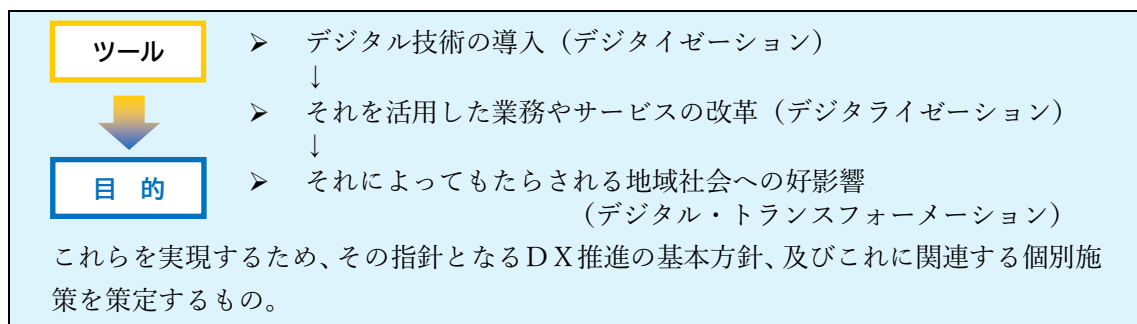 ツール
➢ デジタル技術の導入（デジタイゼーション）
↓
➢ それを活用した業務やサービスの改革（デジタライゼーション）
↓
目 的
➢ それによってもたらされる地域社会への好影響
（デジタル・トランスフォーメーション）
これらを実現するため、その指針となるＤＸ推進の基本方針、及びこれに関連する個別施
策を策定するもの。